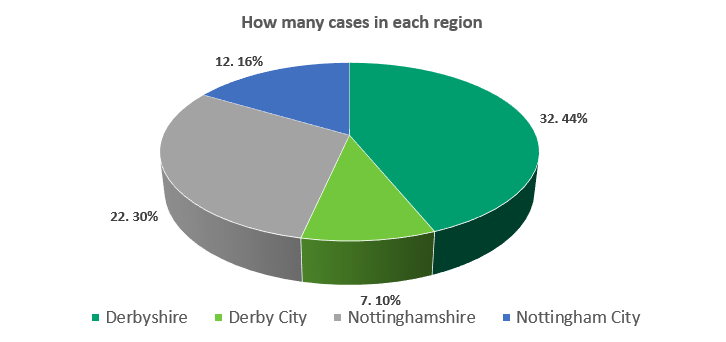 How many cases in each region
12. 16%
32. 44%
22. 30%
7. 10%
Derbyshire
Derby City
Nottinghamshire
Nottingham City